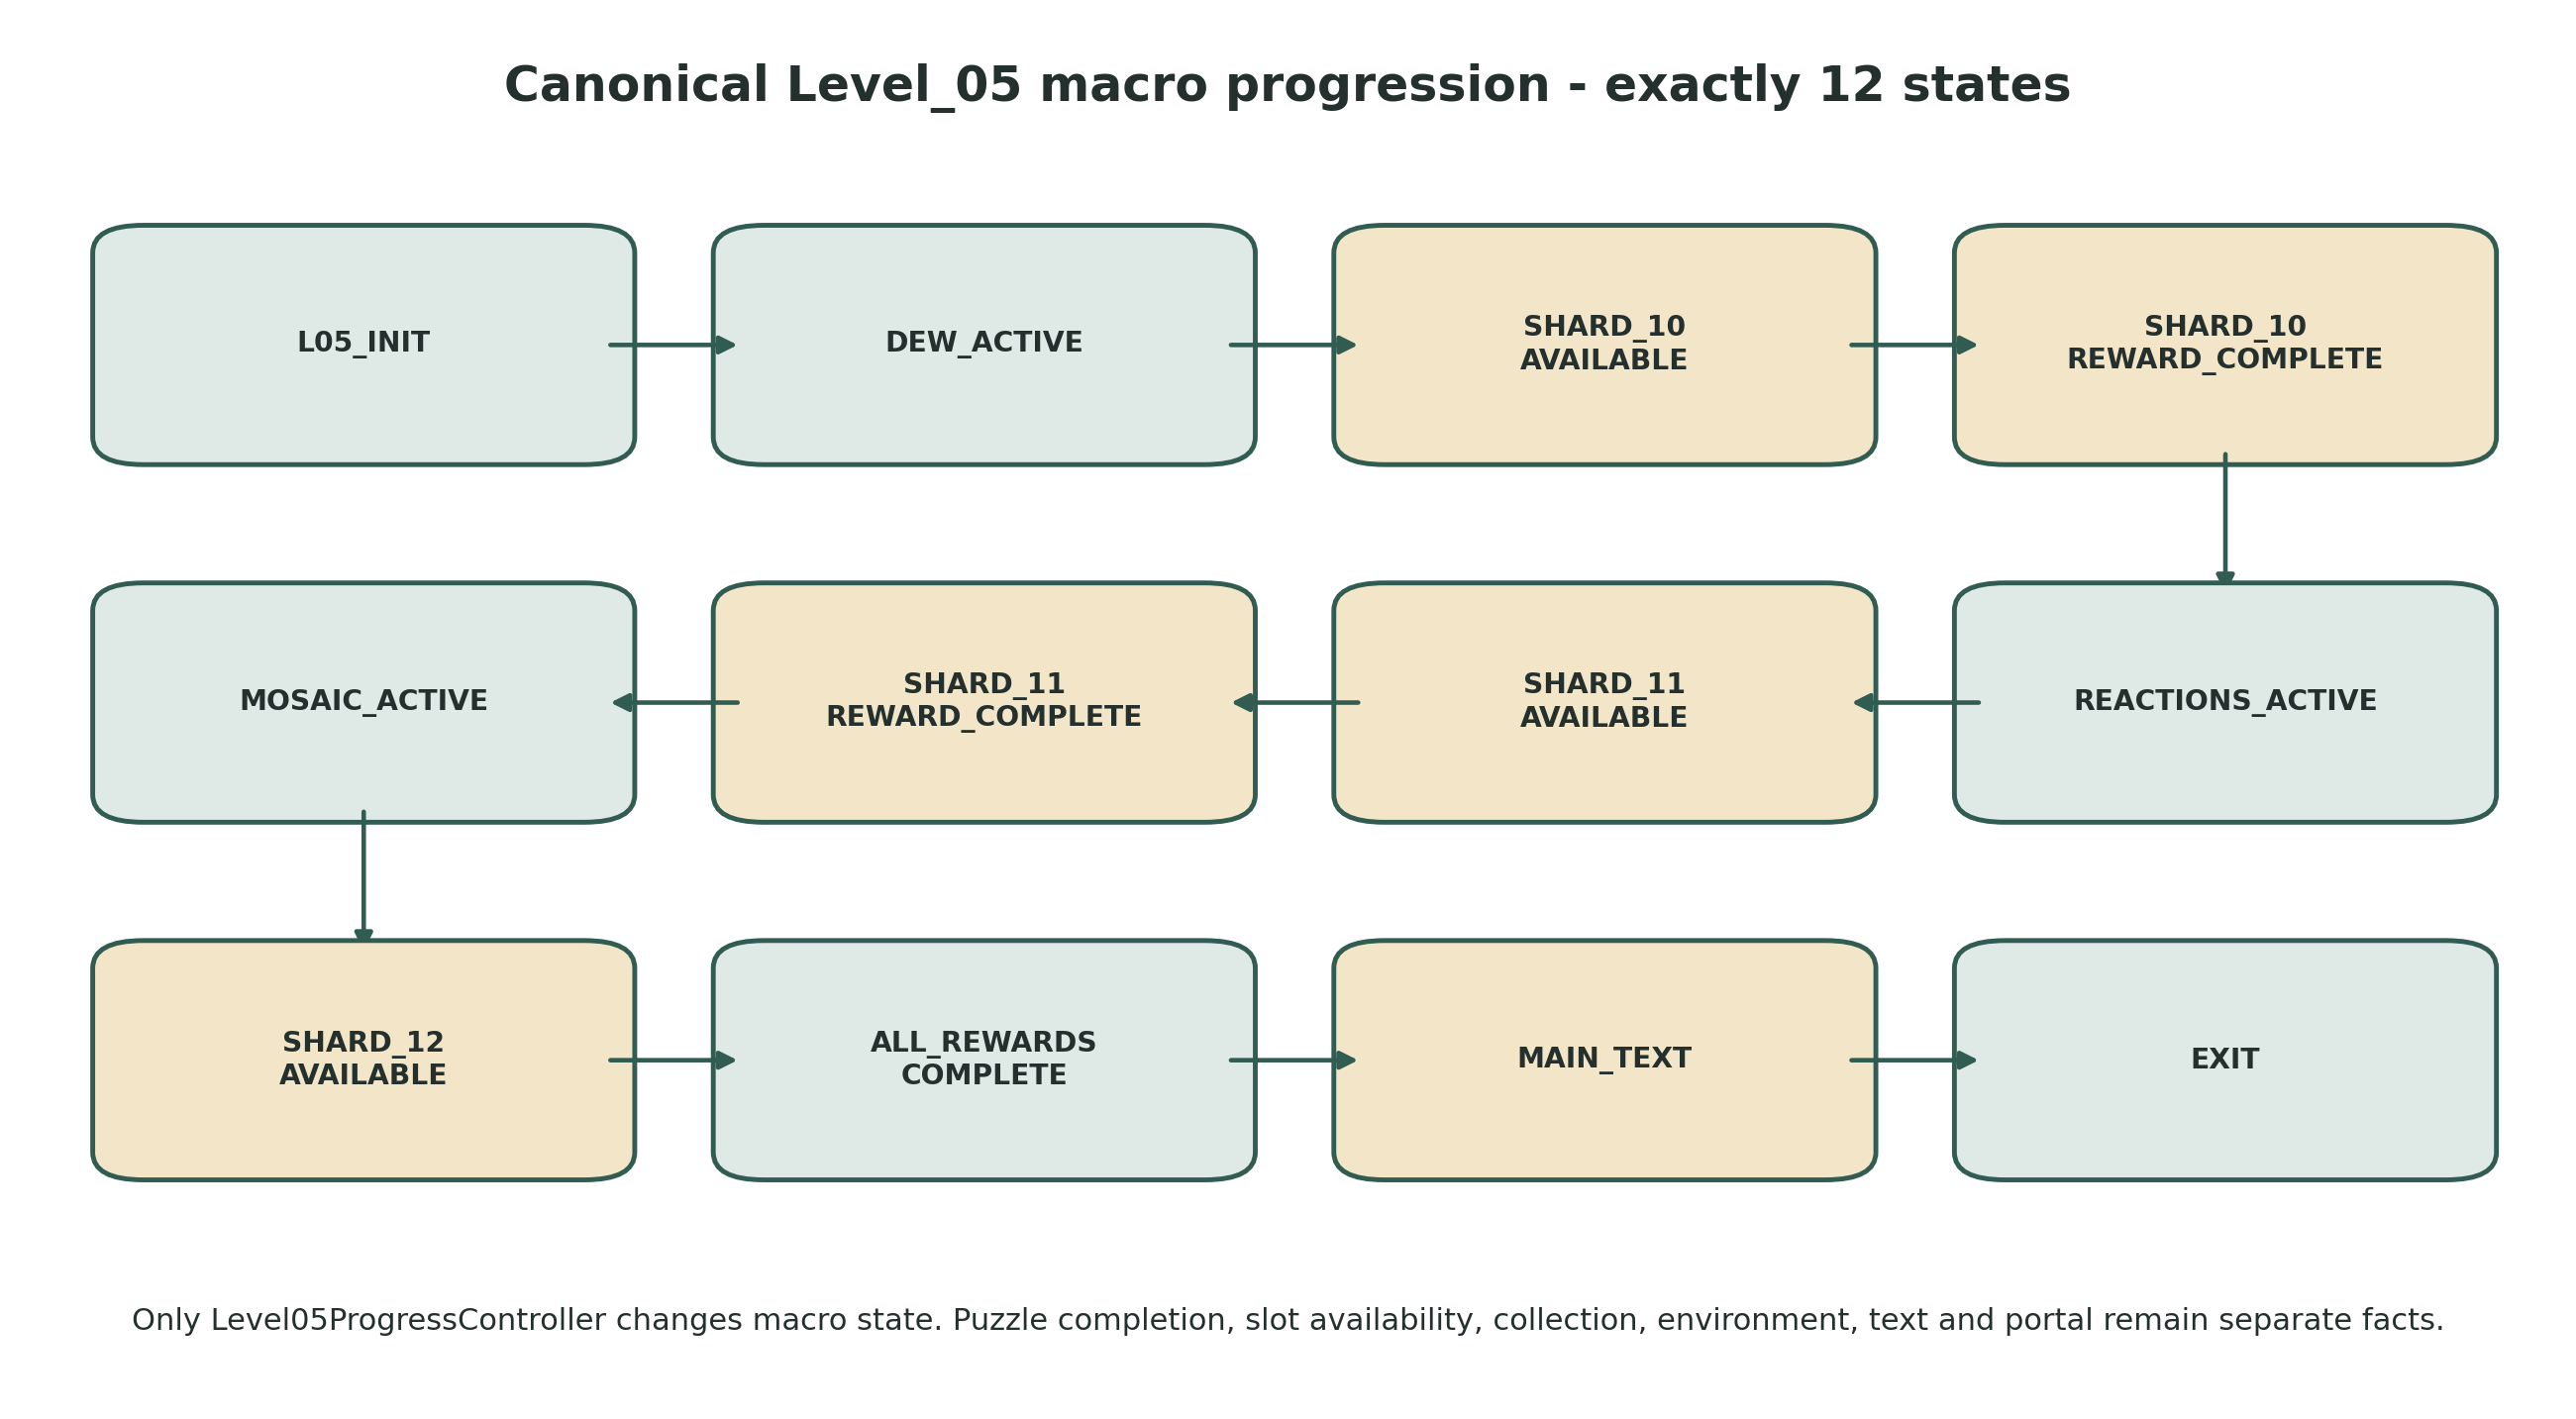 Canonical Level_05 macro progression - exactly 12 states
L05_INIT
DEW_ACTIVE
SHARD_10
AVAILABLE
SHARD_10
REWARD_COMPLETE
MOSAIC_ACTIVE
SHARD_11
REWARD_COMPLETE
SHARD_11
AVAILABLE
REACTIONS_ACTIVE
SHARD_12
AVAILABLE
ALL_REWARDS
COMPLETE
MAIN_TEXT
EXIT
Only Level05ProgressController changes macro state. Puzzle completion, slot availability, collection, environment, text and portal remain separate facts.